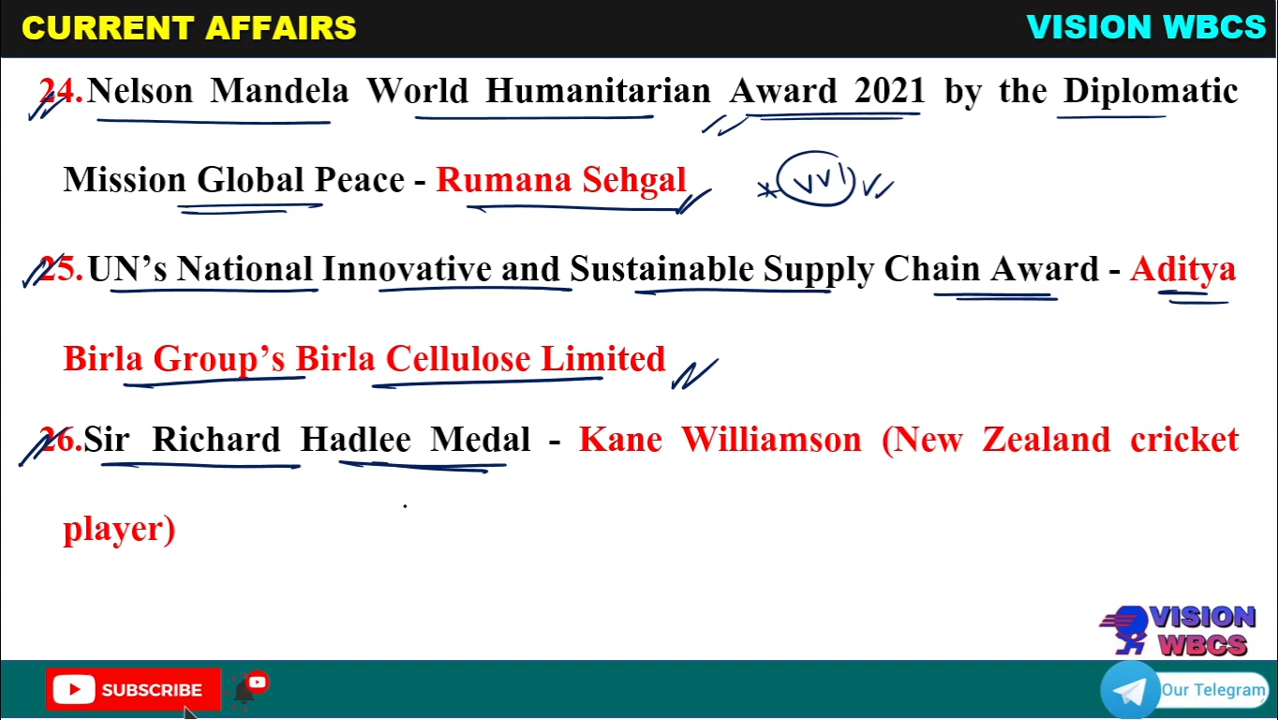 CURRENT AFFAIRS
VISION WBCS
24. Nelson Mandela World Humanitarian Award 2021 by the Diplomatic
Mission Global Peace - Rumana Sehgal
* VVI
25. UN’s National Innovative and Sustainable Supply Chain Award - Aditya
Birla Group’s Birla Cellulose Limited
26. Sir Richard Hadlee Medal - Kane Williamson (New Zealand cricket
player)
VISION
WBCS
SUBSCRIBE
Our Telegram